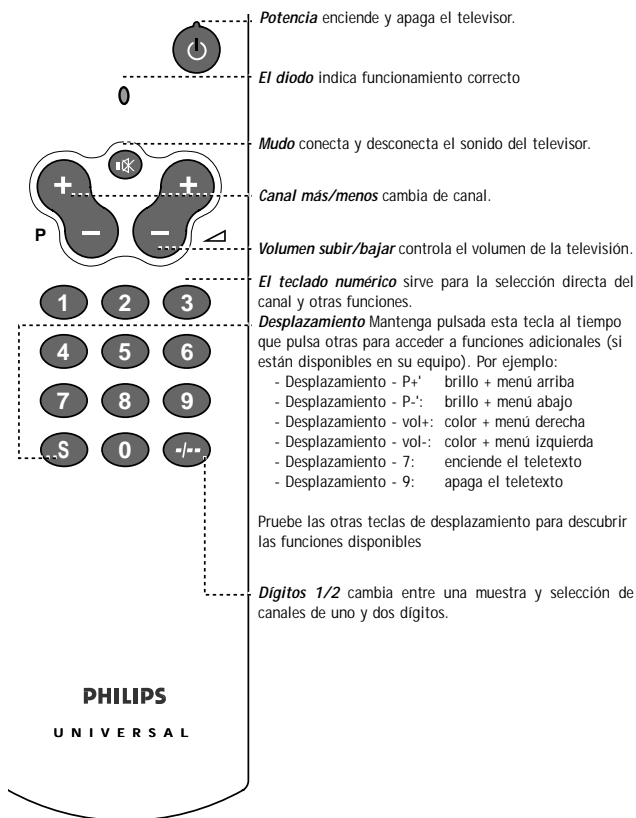 Potencia enciende y apaga el televisor.
El diodo indica funcionamiento correcto
Mudo conecta y desconecta el sonido del televisor.
+ +
Canal más/menos cambia de canal.
P − −
Volumen subir/bajar controla el volumen de la televisión.
El teclado numérico sirve para la selección directa del
canal y otras funciones.
1 2 3
Desplazamiento Mantenga pulsada esta tecla al tiempo
que pulsa otras para acceder a funciones adicionales (si
están disponibles en su equipo). Por ejemplo:
4 5 6
- Desplazamiento - P+' brillo + menú arriba
- Desplazamiento - P-': brillo + menú abajo
- Desplazamiento - vol+: color + menú derecha
- Desplazamiento - vol-: color + menú izquierda
- Desplazamiento - 7: enciende el teletexto
- Desplazamiento - 9: apaga el teletexto
7 8 9
S 0 -/--
Pruebe las otras teclas de desplazamiento para descubrir
las funciones disponibles
Dígitos 1/2 cambia entre una muestra y selección de
canales de uno y dos dígitos.
PHILIPS
UNIVERSAL